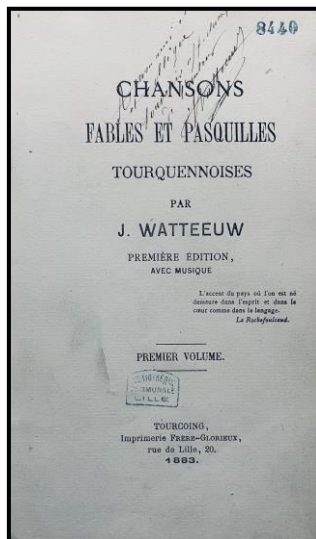 8440
CHANSONS
FABLES ET PASQUILLES
TOURQUENNOISES
PAR
J. WATTEEUW
PREMIÈRE ÉDITION,
AVEC MUSIQUE
L'accent du pays où l'on est né
demeure dans l'esprit et dans le
cœur comme dans le langage.
La Rochefoulcaud.
PREMIER VOLUME.
LILLE
TOURCOING,
Imprimerie FRÈRE-GLORIEUX,
rue de Lille, 20.
1883.